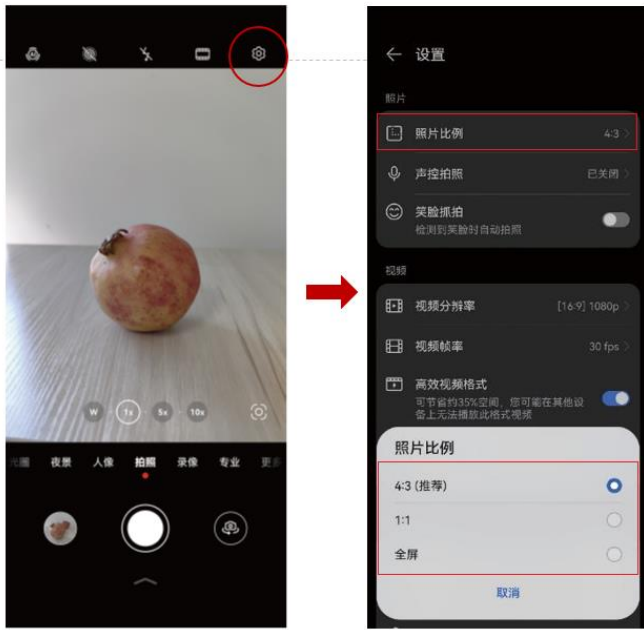 W
1x
5x
10x
光圈
夜景
人像
拍照
录像
专业
更多
设置
照片
照片比例
4:3
声控拍照
已关闭
笑脸抓拍
检测到笑脸时自动拍照
视频
视频分辨率
[16:9] 1080p
视频帧率
30 fps
高效视频格式
可节省约35%空间，您可能在其他设
备上无法播放此格式视频
照片比例
4:3 (推荐)
1:1
全屏
取消